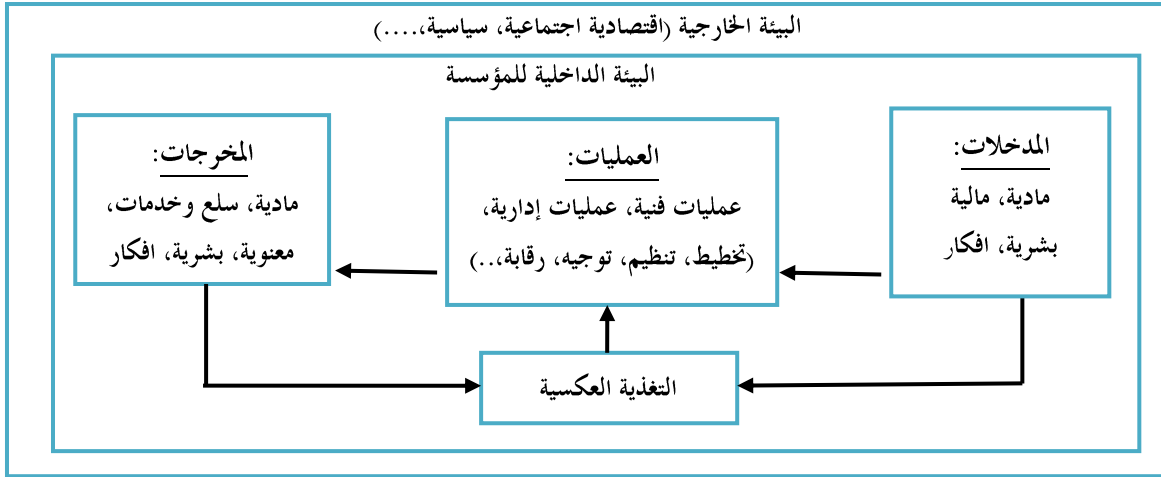 البيئة الخارجية (اقتصادية اجتماعية، سياسية،....)
البيئة الداخلية للمؤسسة
المدخلات:
مادية، مالية
بشرية، افكار
العمليات:
عمليات فنية، عمليات إدارية،
(تخطيط، تنظيم، توجيه، رقابة،..)
المخرجات:
مادية، سلع وخدمات،
معنوية، بشرية، افكار
التغذية العكسية